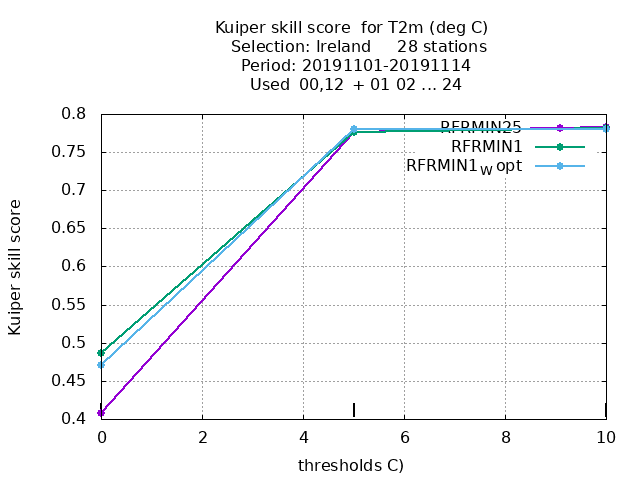 Kuiper skill score  for T2m (deg C)
Selection: Ireland     28 stations
Period: 20191101-20191114
Used  00,12  + 01 02 ... 24
0.8
0.75
0.7
0.65
0.6
0.55
0.5
0.45
0.4
Kuiper skill score
RFRMIN25
RFRMIN1
RFRMIN1W opt
0 2 4 6 8 10
thresholds C)